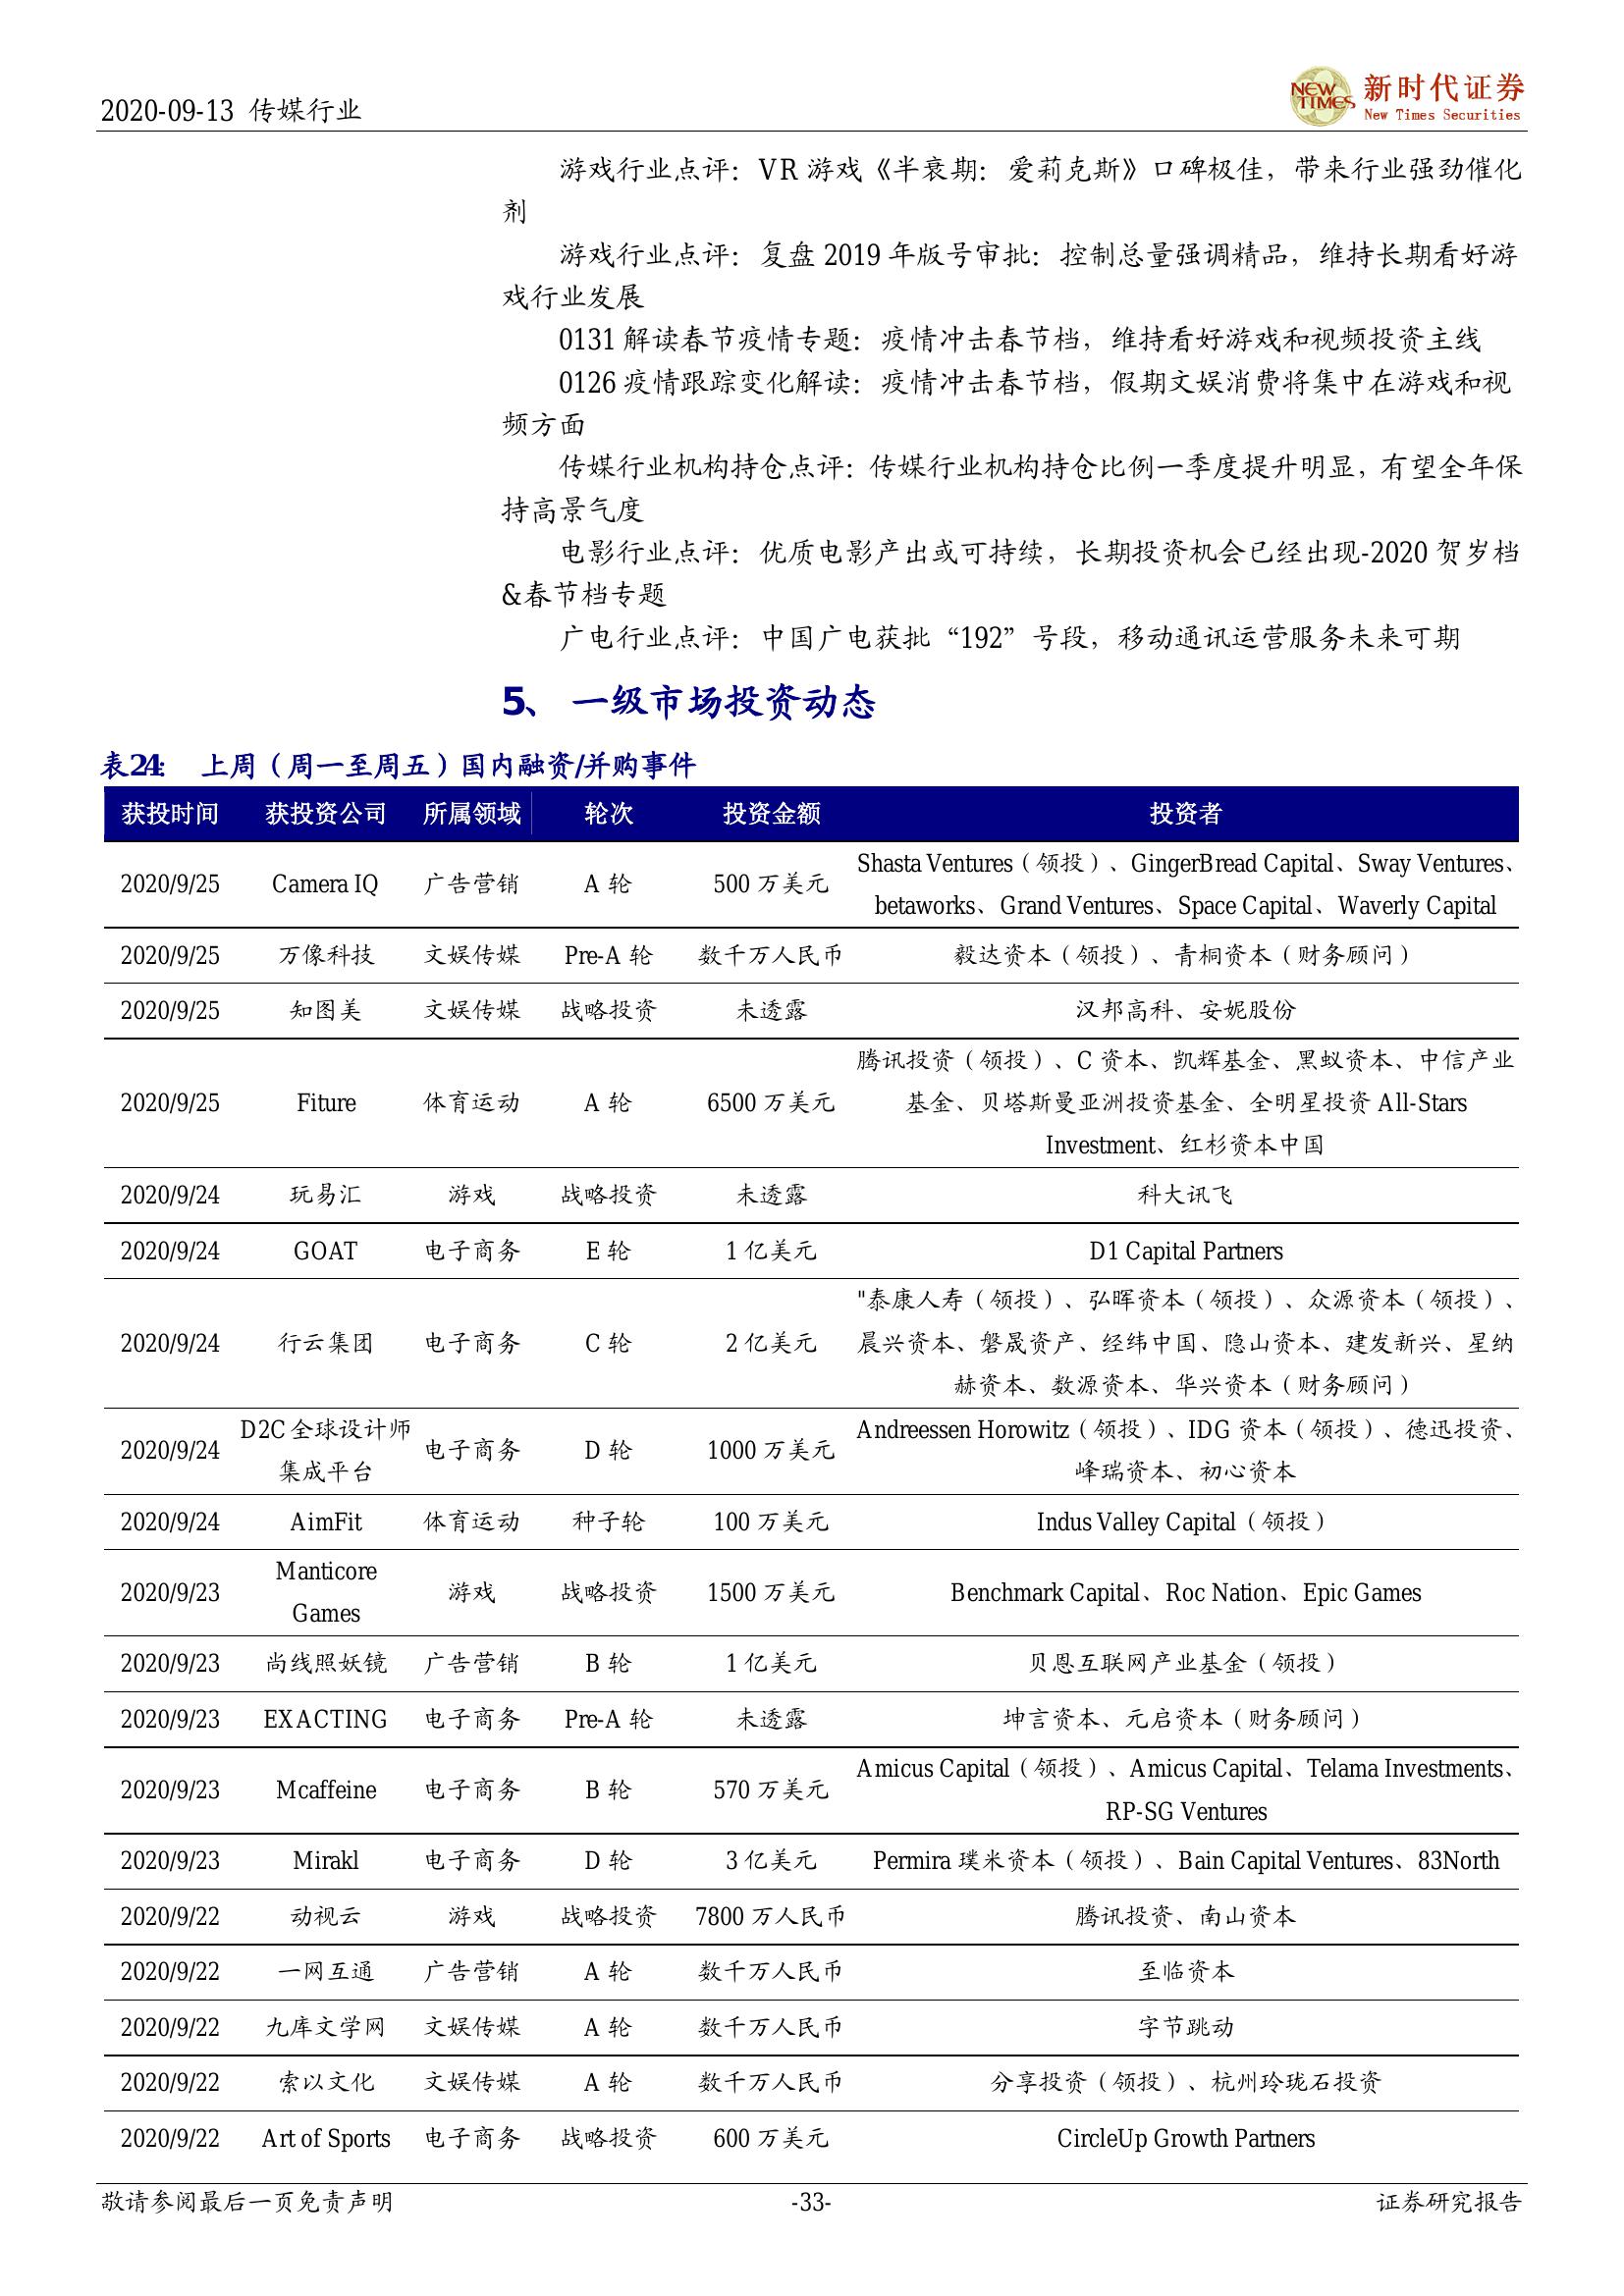 2020-09-13 传媒行业
NEW TIMES 新时代证券
New Times Securities
游戏行业点评：VR 游戏《半衰期：爱莉克斯》口碑极佳，带来行业强劲催化
剂
游戏行业点评：复盘 2019 年版号审批：控制总量强调精品，维持长期看好游
戏行业发展
0131 解读春节疫情专题：疫情冲击春节档，维持看好游戏和视频投资主线
0126 疫情跟踪变化解读：疫情冲击春节档，假期文娱消费将集中在游戏和视
频方面
传媒行业机构持仓点评：传媒行业机构持仓比例一季度提升明显，有望全年保
持高景气度
电影行业点评：优质电影产出或可持续，长期投资机会已经出现-2020 贺岁档
&春节档专题
广电行业点评：中国广电获批“192”号段，移动通讯运营服务未来可期
5、 一级市场投资动态
表24： 上周（周一至周五）国内融资/并购事件
获投时间 获投资公司 所属领域 轮次 投资金额 投资者
Shasta Ventures（领投）、GingerBread Capital、Sway Ventures、
2020/9/25 Camera IQ 广告营销 A 轮 500 万美元
betaworks、Grand Ventures、Space Capital、Waverly Capital
2020/9/25 万像科技 文娱传媒 Pre-A 轮 数千万人民币 毅达资本（领投）、青桐资本（财务顾问）
2020/9/25 知图美 文娱传媒 战略投资 未透露 汉邦高科、安妮股份
腾讯投资（领投）、C 资本、凯辉基金、黑蚁资本、中信产业
2020/9/25 Fiture 体育运动 A 轮 6500 万美元 基金、贝塔斯曼亚洲投资基金、全明星投资 All-Stars
Investment、红杉资本中国
2020/9/24 玩易汇 游戏 战略投资 未透露 科大讯飞
2020/9/24 GOAT 电子商务 E 轮 1 亿美元 D1 Capital Partners
"泰康人寿（领投）、弘晖资本（领投）、众源资本（领投）、
2020/9/24 行云集团 电子商务 C 轮 2 亿美元 晨兴资本、磐晟资产、经纬中国、隐山资本、建发新兴、星纳
赫资本、数源资本、华兴资本（财务顾问）
D2C 全球设计师 Andreessen Horowitz（领投）、IDG 资本（领投）、德迅投资、
2020/9/24 电子商务 D 轮 1000 万美元
集成平台 峰瑞资本、初心资本
2020/9/24 AimFit 体育运动 种子轮 100 万美元 Indus Valley Capital（领投）
Manticore
2020/9/23 游戏 战略投资 1500 万美元 Benchmark Capital、Roc Nation、Epic Games
Games
2020/9/23 尚线照妖镜 广告营销 B 轮 1 亿美元 贝恩互联网产业基金（领投）
2020/9/23 EXACTING 电子商务 Pre-A 轮 未透露 坤言资本、元启资本（财务顾问）
Amicus Capital（领投）、Amicus Capital、Telama Investments、
2020/9/23 Mcaffeine 电子商务 B 轮 570 万美元
RP-SG Ventures
2020/9/23 Mirakl 电子商务 D 轮 3 亿美元 Permira 璞米资本（领投）、Bain Capital Ventures、83North
2020/9/22 动视云 游戏 战略投资 7800 万人民币 腾讯投资、南山资本
2020/9/22 一网互通 广告营销 A 轮 数千万人民币 至临资本
2020/9/22 九库文学网 文娱传媒 A 轮 数千万人民币 字节跳动
2020/9/22 索以文化 文娱传媒 A 轮 数千万人民币 分享投资（领投）、杭州玲珑石投资
2020/9/22 Art of Sports 电子商务 战略投资 600 万美元 CircleUp Growth Partners
敬请参阅最后一页免责声明 -33- 证券研究报告